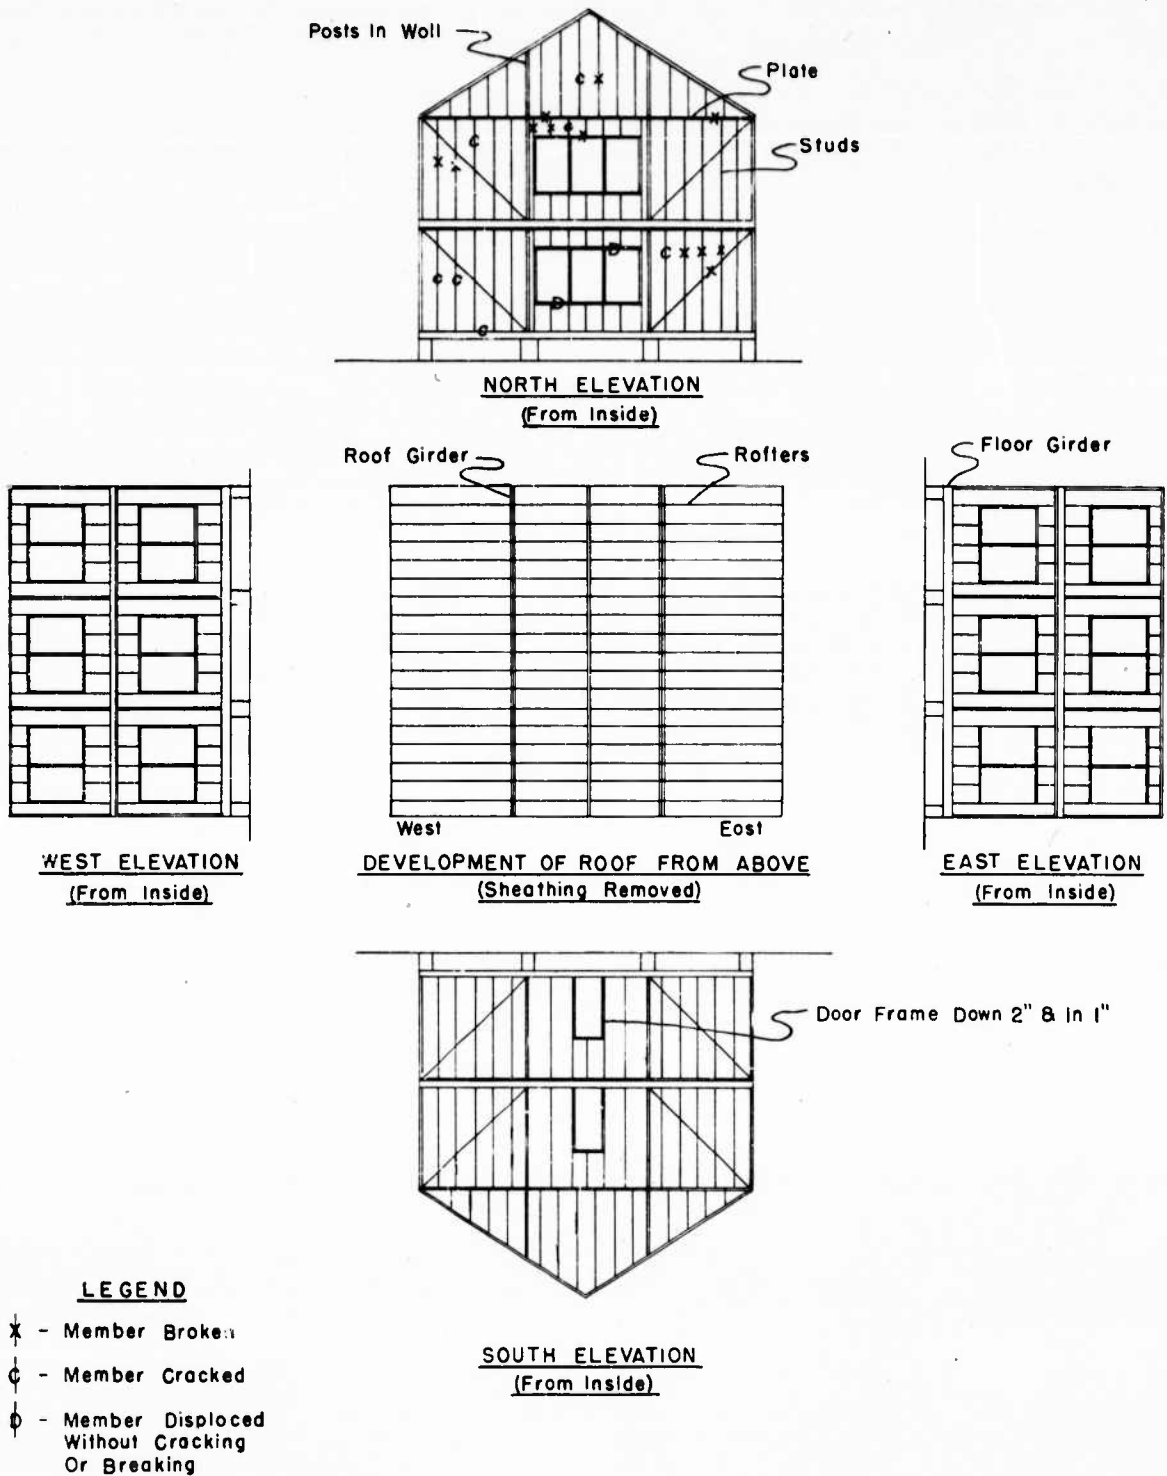 Posts In Wall
Plate
Studs
NORTH ELEVATION
(From Inside)
Roof Girder
Rafters
Floor Girder
West
East
WEST ELEVATION
(From Inside)
DEVELOPMENT OF ROOF FROM ABOVE
(Sheathing Removed)
EAST ELEVATION
(From Inside)
Door Frame Down 2" & In 1"
SOUTH ELEVATION
(From Inside)
LEGEND
X - Member Broken
C - Member Cracked
D - Member Displaced
Without Cracking
Or Breaking